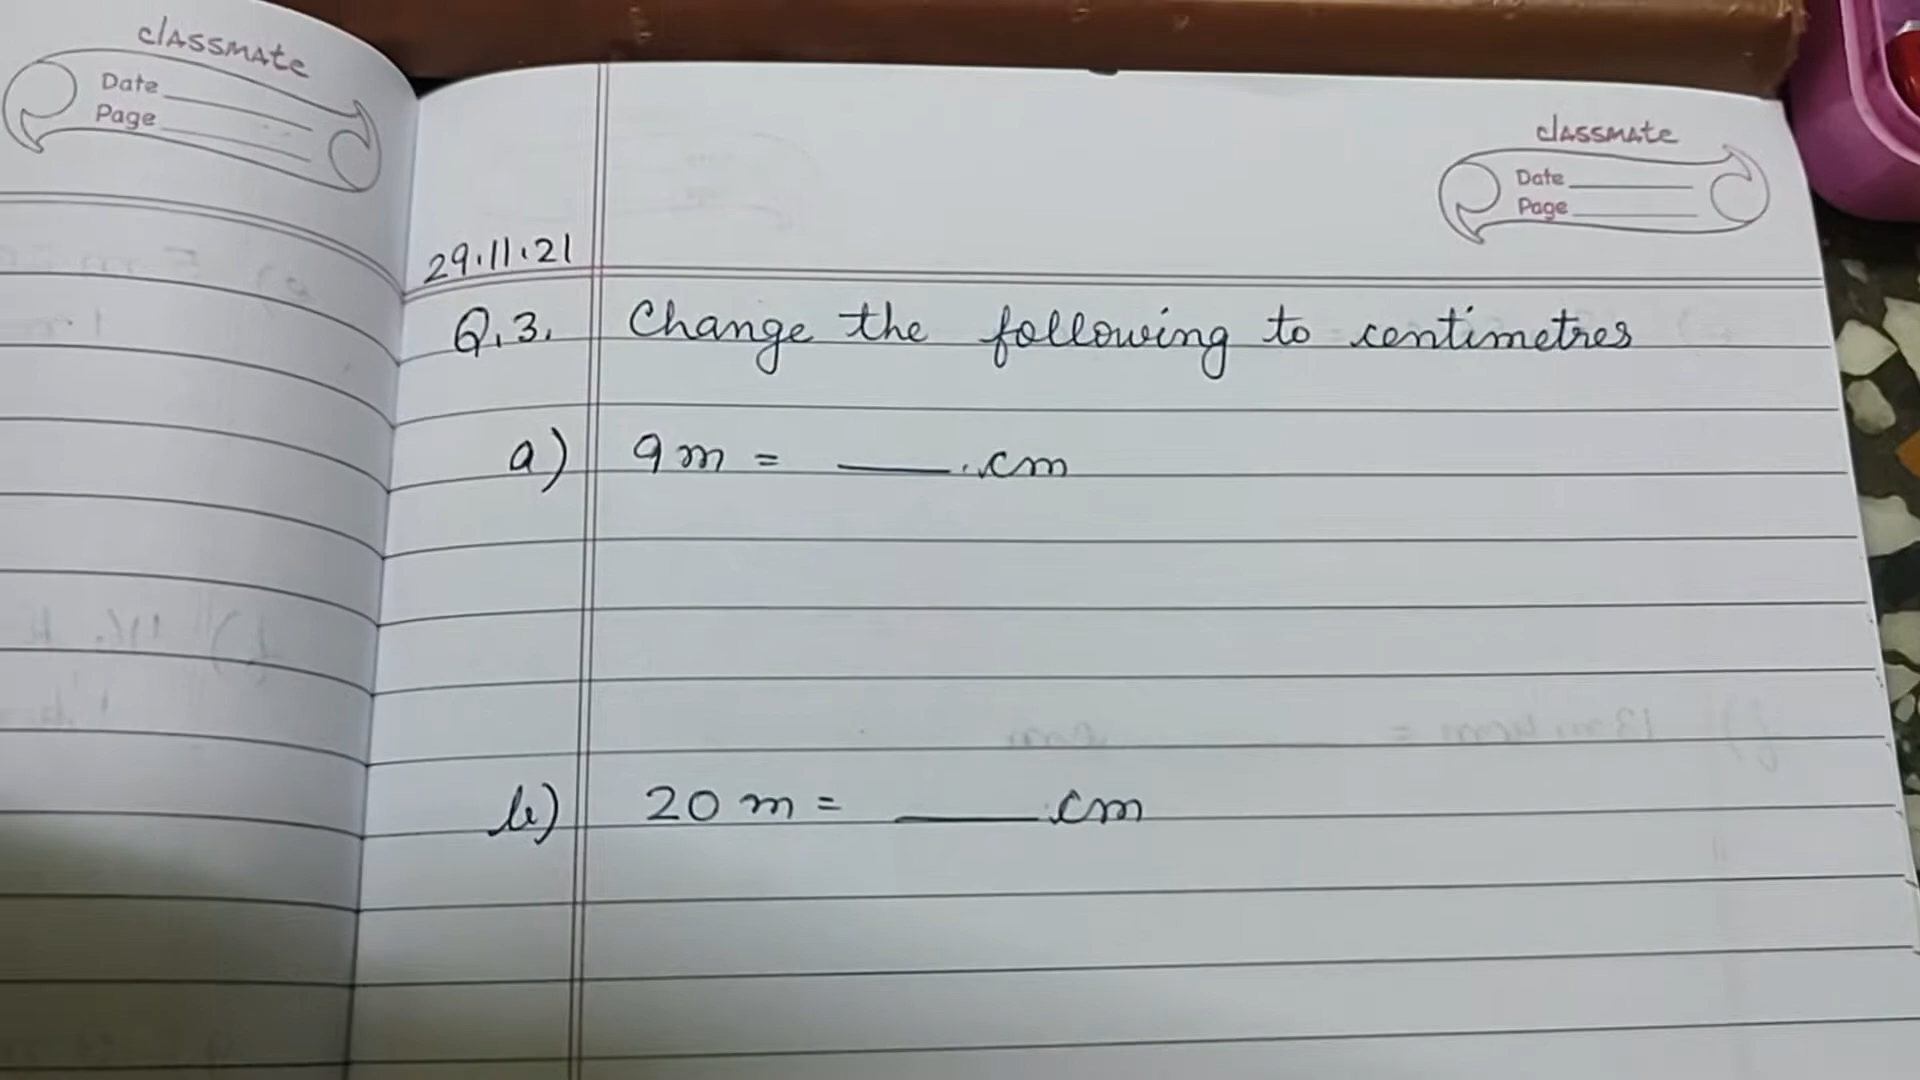 classmate
Date
Page
classmate
Date
Page
29.11.21
Q.3. Change the following to centimetres
a) 9 m = ____ cm
b) 20 m = ____ cm